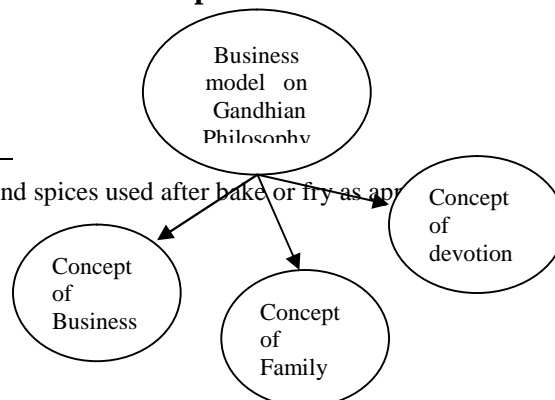 Business
model on
Gandhian
Philosophy
nd spices used after bake or fry as
Concept
of
devotion
Concept
of
Business
Concept
of
Family